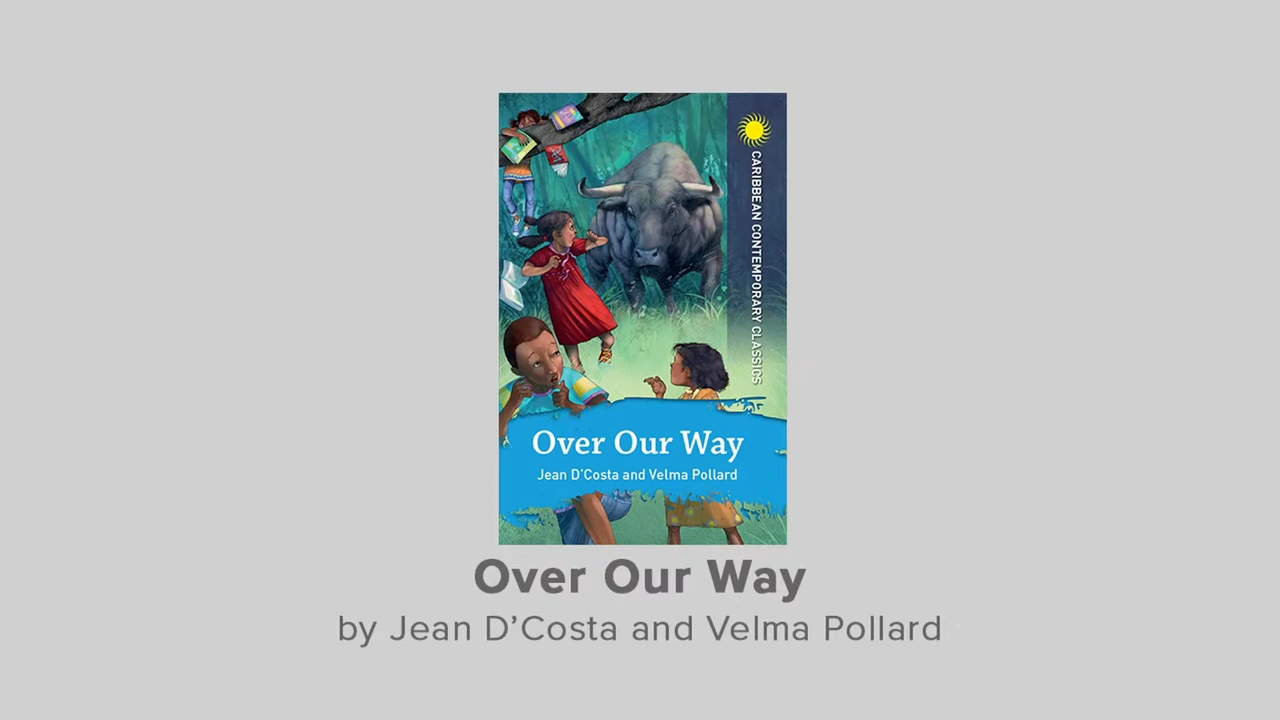 CARIBBEAN CONTEMPORARY CLASSICS
Over Our Way
Jean D'Costa and Velma Pollard
Over Our Way
by Jean D’Costa and Velma Pollard